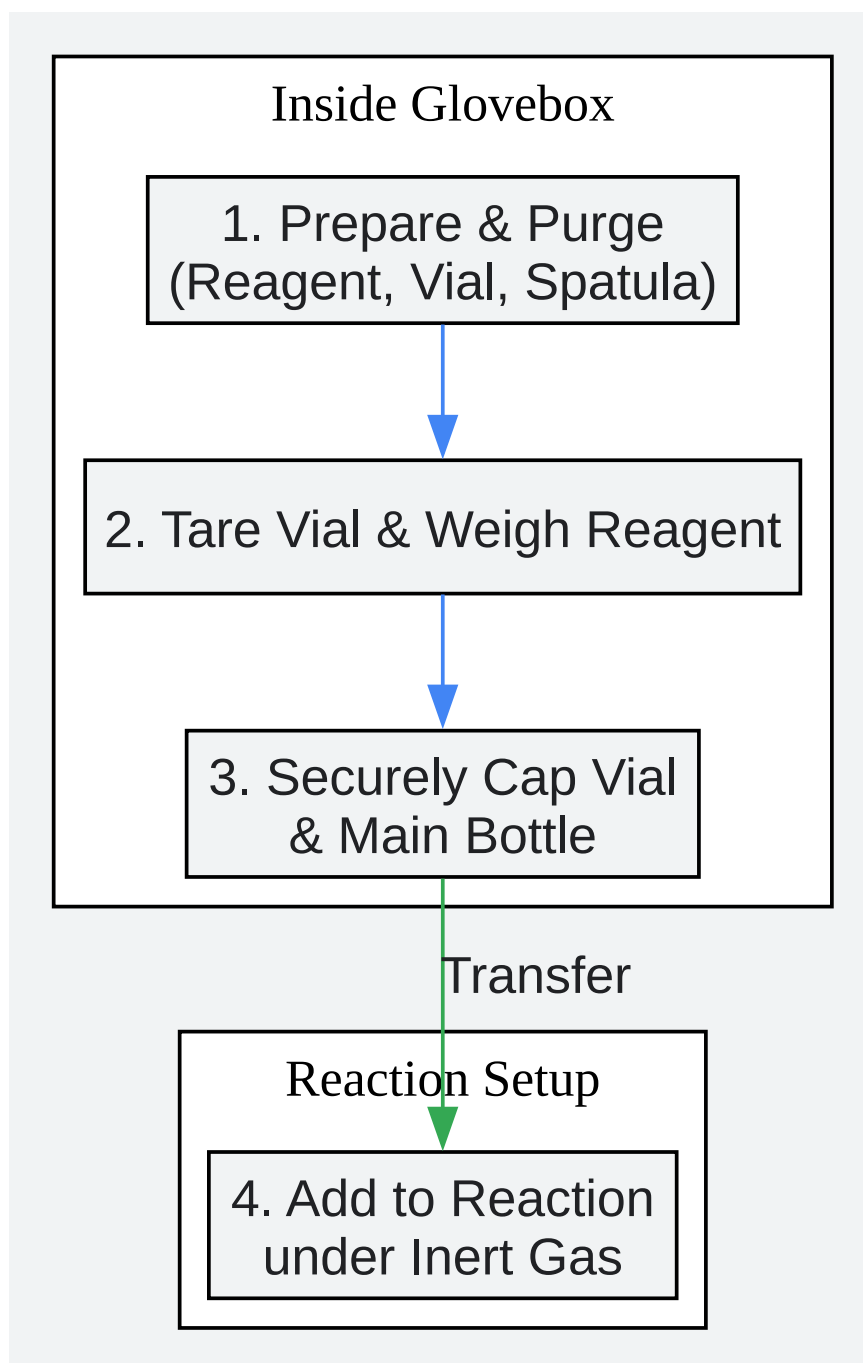 Inside Glovebox
1. Prepare & Purge
(Reagent, Vial, Spatula)
2. Tare Vial & Weigh Reagent
3. Securely Cap Vial
& Main Bottle
Transfer
Reaction Setup
4. Add to Reaction
under Inert Gas